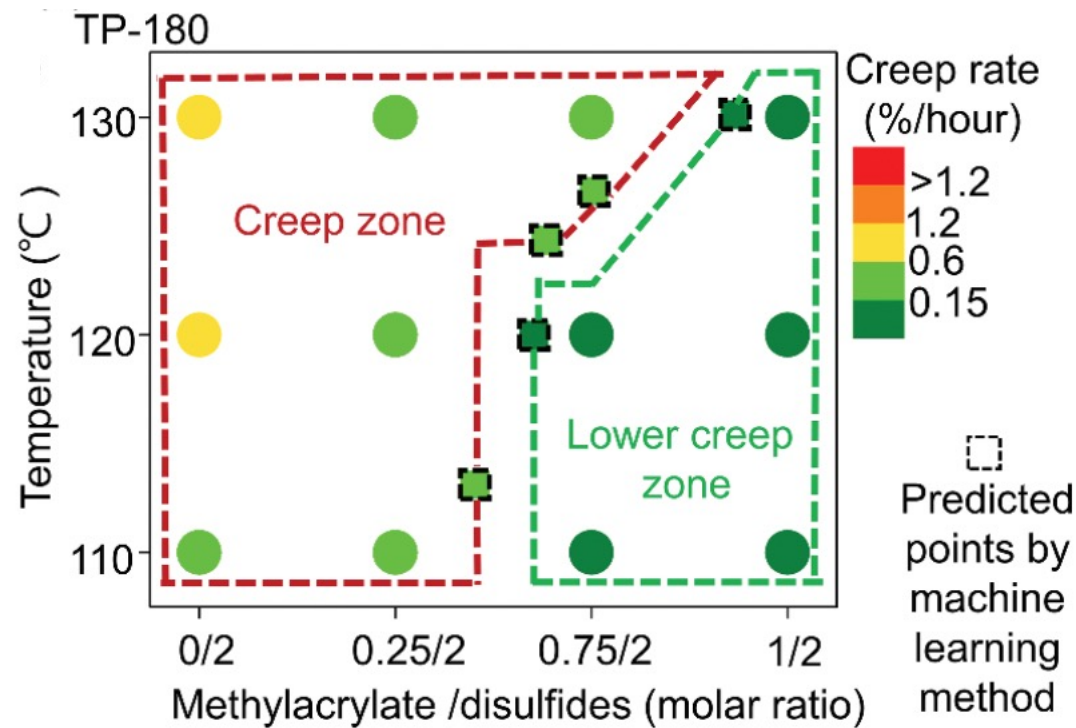 TP-180
130
120
110
Temperature (°C)
Creep zone
Lower creep
zone
0/2
0.25/2
0.75/2
1/2
Methylacrylate /disulfides (molar ratio)
Creep rate
(%/hour)
>1.2
1.2
0.6
0.15
Predicted
points by
machine
learning
method